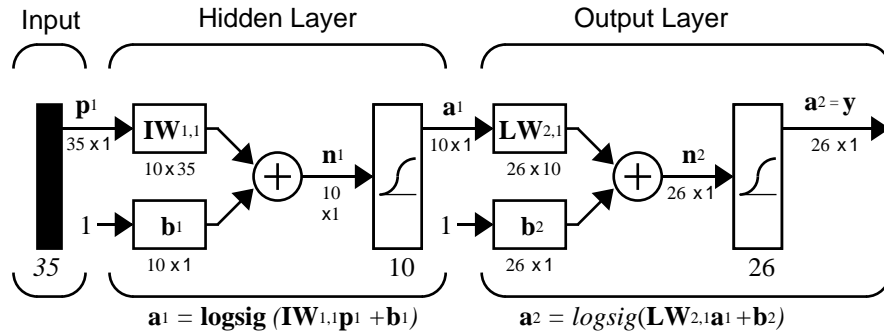 Input Hidden Layer Output Layer
p1 a1 a2 = y
IW1,1 LW2,1
35 x 1 10 x 1 26 x 1
10 x 35 n1 26 x 10 n2
10 x1 26 x 1
1 b1 1 b2
35 10 x 1 10 26 x 1 26
a1 = logsig (IW1,1p1 +b1) a2 = logsig(LW2,1a1 +b2)